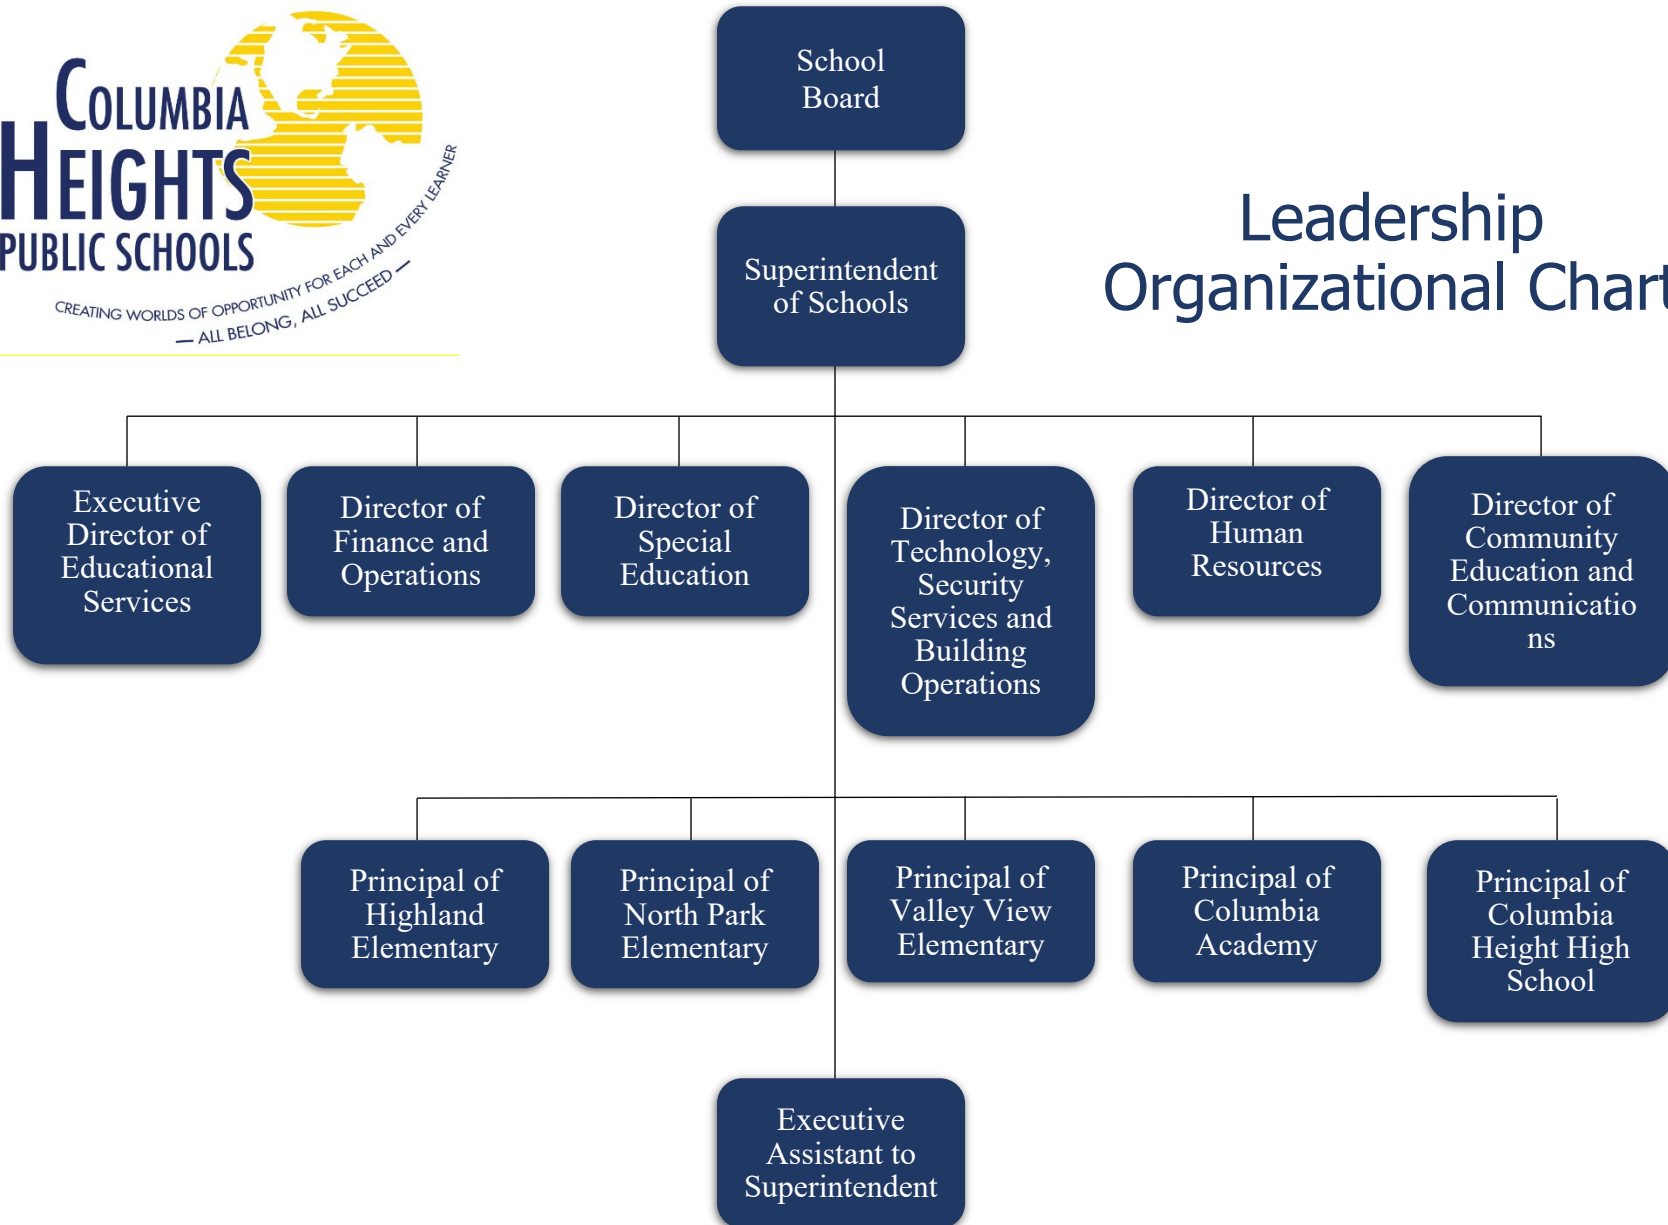 COLUMBIA
HEIGHTS
PUBLIC SCHOOLS
CREATING WORLDS OF OPPORTUNITY FOR EACH AND EVERY LEARNER
— ALL BELONG, ALL SUCCEED —
School
Board
Superintendent
of Schools
Leadership
Organizational Chart
Executive
Director of
Educational
Services
Director of
Finance and
Operations
Director of
Special
Education
Director of
Technology,
Security
Services and
Building
Operations
Director of
Human
Resources
Director of
Community
Education and
Communicatio
ns
Principal of
Highland
Elementary
Principal of
North Park
Elementary
Principal of
Valley View
Elementary
Principal of
Columbia
Academy
Principal of
Columbia
Height High
School
Executive
Assistant to
Superintendent